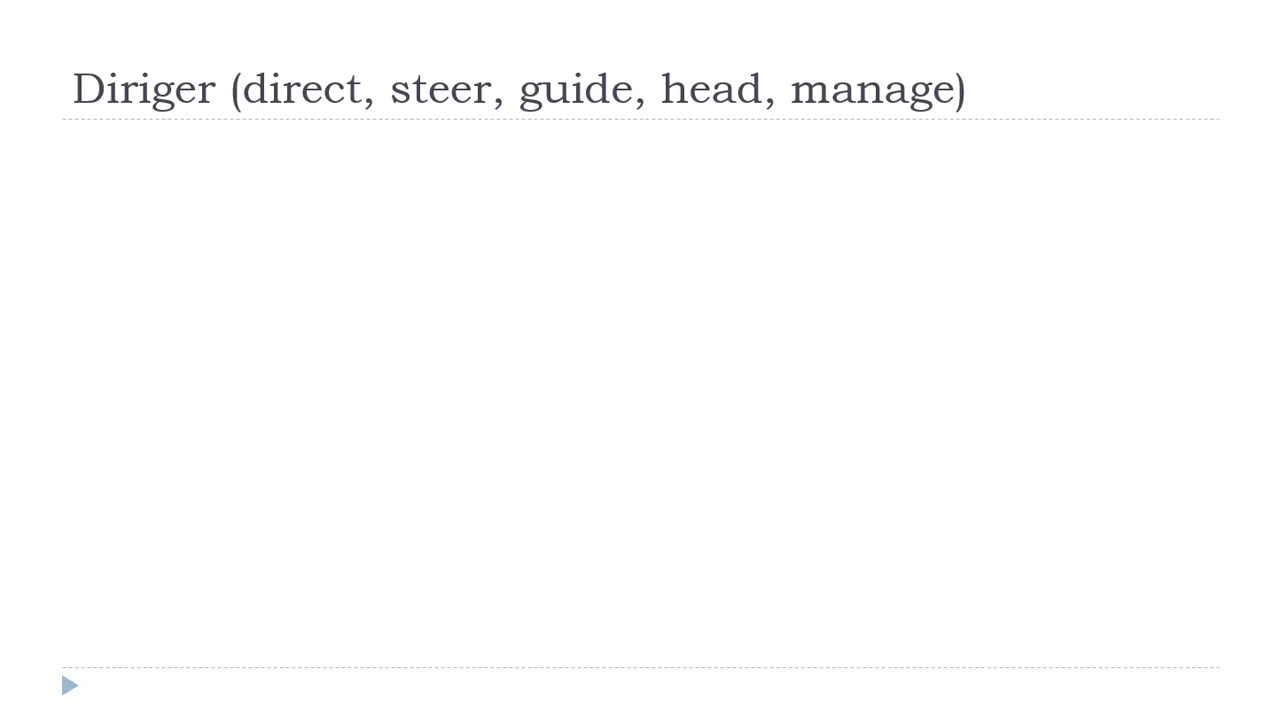 Diriger (direct, steer, guide, head, manage)